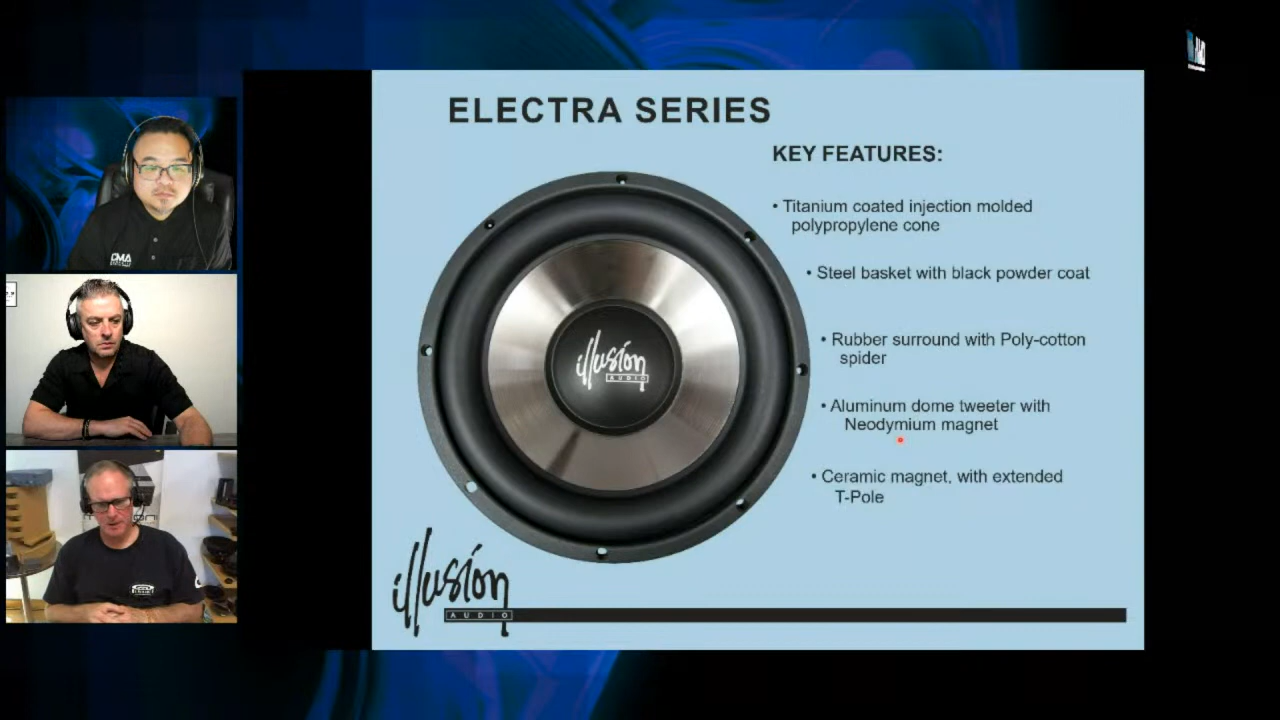 ELECTRA SERIES
KEY FEATURES:
• Titanium coated injection molded
polypropylene cone
• Steel basket with black powder coat
• Rubber surround with Poly-cotton
spider
• Aluminum dome tweeter with
Neodymium magnet
• Ceramic magnet, with extended
T-Pole
illusion
AUDIO
illusion
AUDIO
CMA